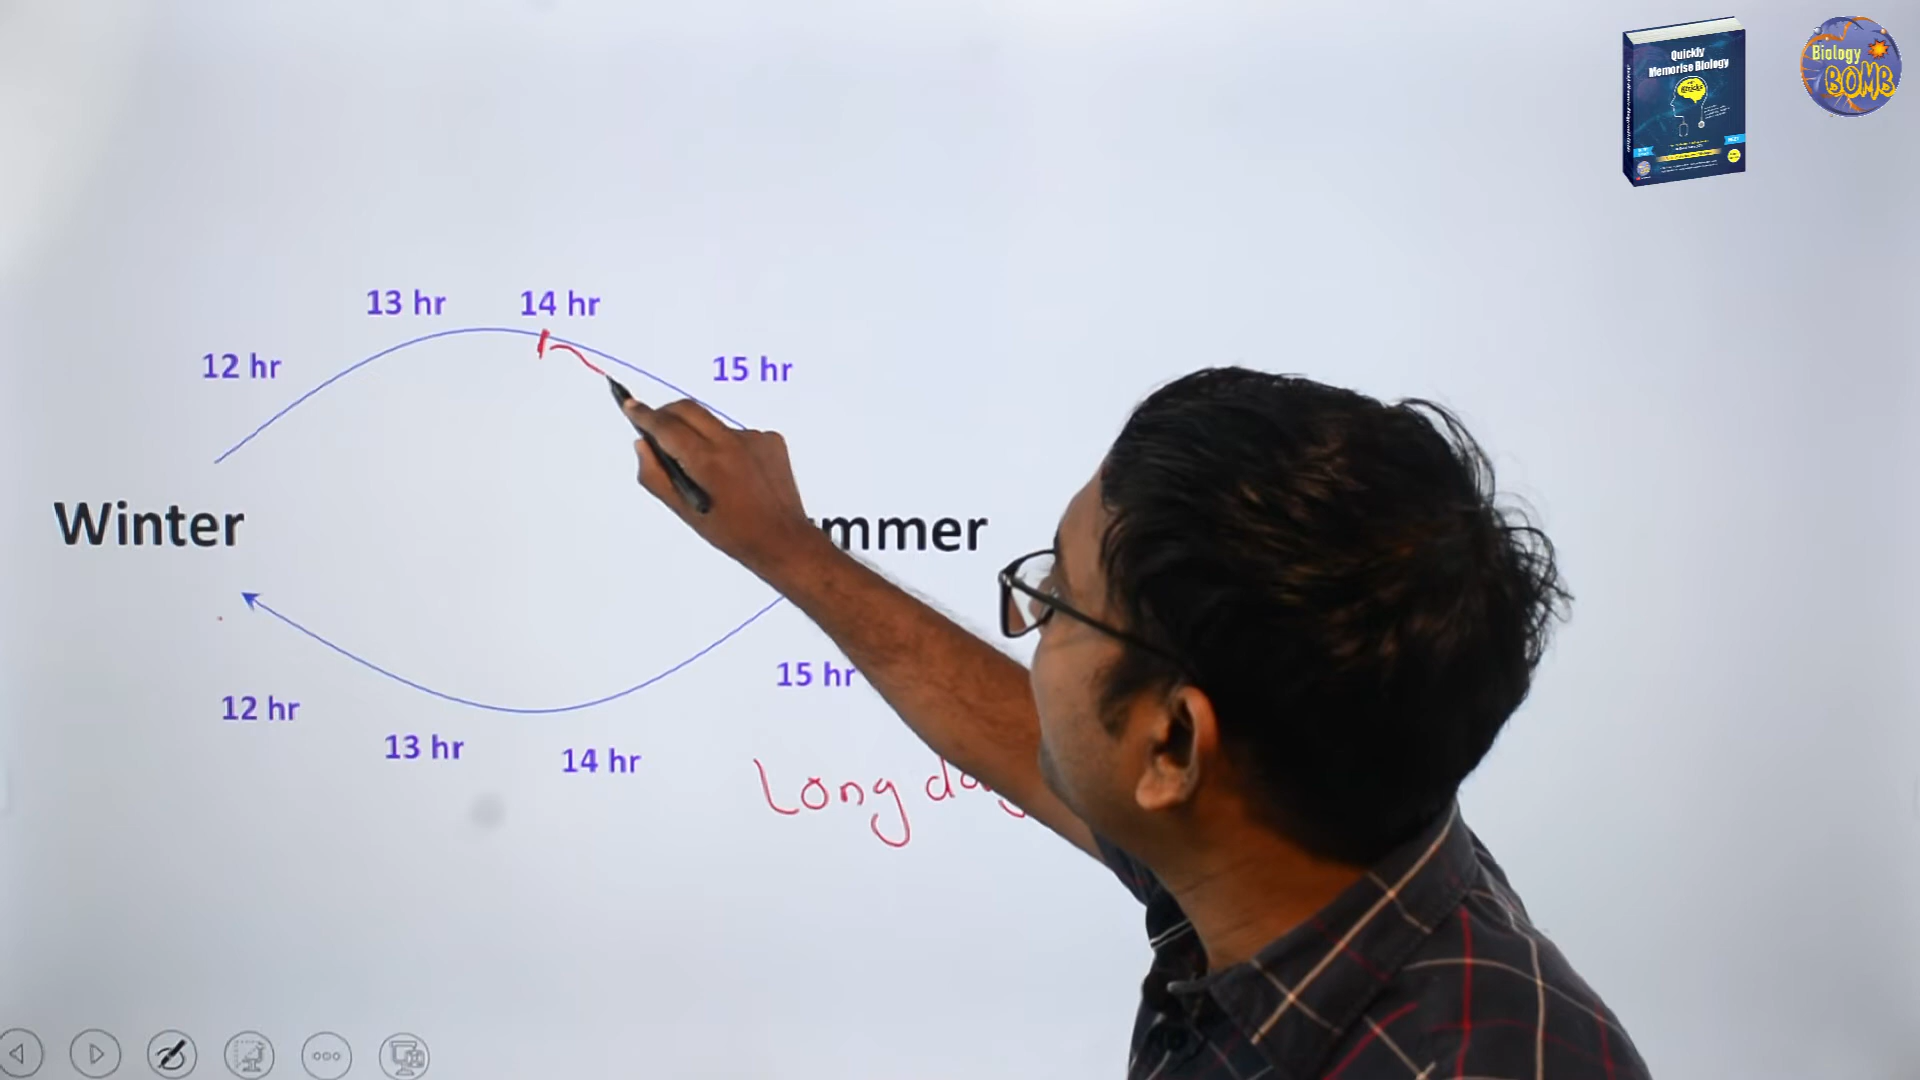 Quickly
Memorise Biology
Biology
BOMB
13 hr
14 hr
12 hr
15 hr
Winter
mmer
15 hr
12 hr
13 hr
14 hr
Long day